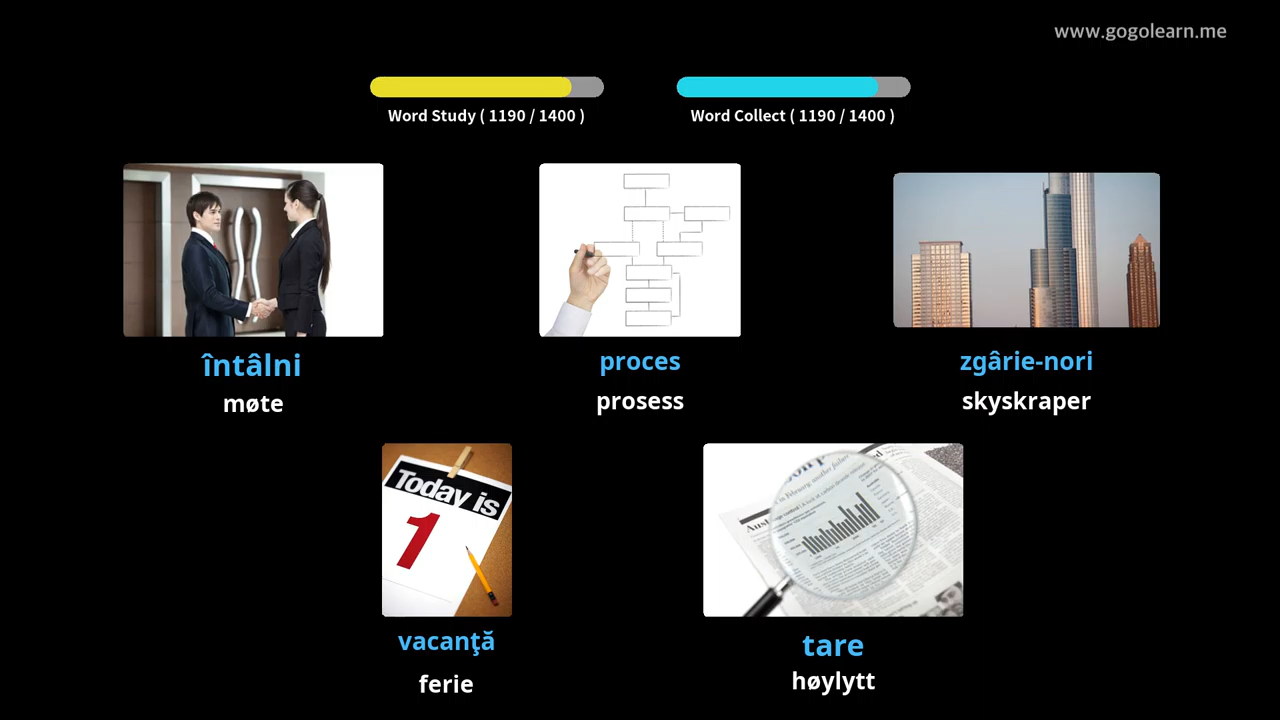 www.gogolearn.me
Word Study ( 1190 / 1400 )
Word Collect ( 1190 / 1400 )
întâlni
møte
proces
prosess
zgârie-nori
skyskraper
Today is
1
vacanţă
ferie
tare
høylytt